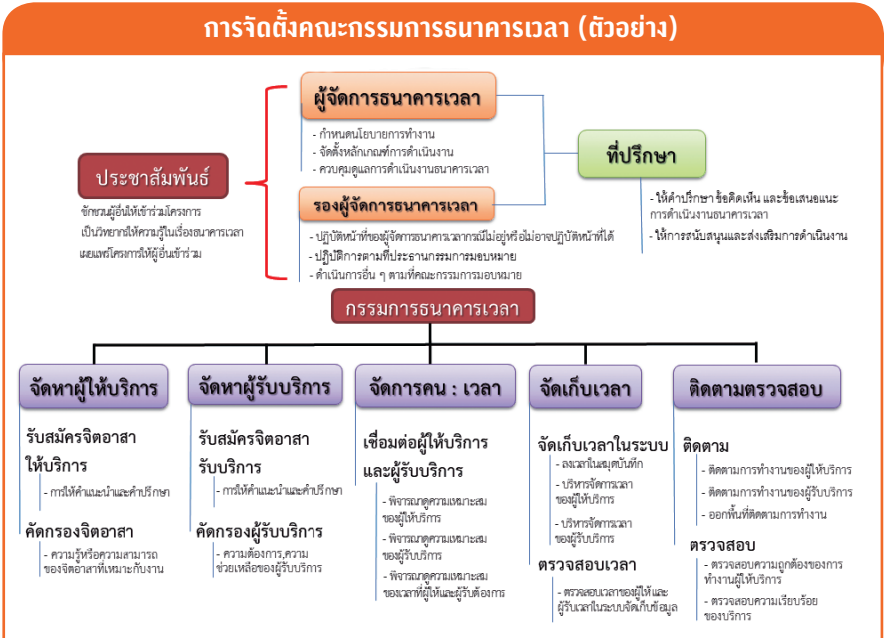 การจัดตั้งคณะกรรมการธนาคารเวลา (ตัวอย่าง)
ผู้จัดการธนาคารเวลา
- กำหนดนโยบายการทำงาน
- จัดตั้งหลักเกณฑ์การดำเนินงาน
- ควบคุมดูแลการดำเนินงานธนาคารเวลา
ที่ปรึกษา
- ให้คำปรึกษา ข้อคิดเห็น และข้อเสนอแนะ
การดำเนินงานธนาคารเวลา
- ให้การสนับสนุนและส่งเสริมการดำเนินงาน
ประชาสัมพันธ์
ชักชวนผู้อื่นให้เข้าร่วมโครงการ
เป็นวิทยากรให้ความรู้ในเรื่องธนาคารเวลา
เผยแพร่โครงการให้ผู้อื่นเข้าร่วม
รองผู้จัดการธนาคารเวลา
- ปฏิบัติหน้าที่ของผู้จัดการธนาคารเวลากรณีไม่อยู่หรือไม่อาจปฏิบัติหน้าที่ได้
- ปฏิบัติการตามที่ประธานกรรมการมอบหมาย
- ดำเนินการอื่น ๆ ตามที่คณะกรรมการมอบหมาย
กรรมการธนาคารเวลา
จัดหาผู้ให้บริการ
รับสมัครจิตอาสา
ให้บริการ
- การให้คำแนะนำและคำปรึกษา
คัดกรองจิตอาสา
- ความรู้หรือความสามารถ
ของจิตอาสาที่เหมาะกับงาน
จัดหาผู้รับบริการ
รับสมัครจิตอาสา
รับบริการ
- การให้คำแนะนำและคำปรึกษา
คัดกรองผู้รับบริการ
- ความต้องการ,ความ
ช่วยเหลือของผู้รับบริการ
จัดการคน : เวลา
เชื่อมต่อผู้ให้บริการ
และผู้รับบริการ
- พิจารณาดูความเหมาะสม
ของผู้ให้บริการ
- พิจารณาดูความเหมาะสม
ของผู้รับบริการ
- พิจารณาดูความเหมาะสม
ของเวลาที่ผู้ให้และผู้รับต้องการ
จัดเก็บเวลา
จัดเก็บเวลาในระบบ
- ลงเวลาในสมุดบันทึก
- บริหารจัดการเวลา
ของผู้ให้บริการ
- บริหารจัดการเวลา
ของผู้รับบริการ
ตรวจสอบเวลา
- ตรวจสอบเวลาของผู้ให้และ
ผู้รับเวลาในระบบจัดเก็บข้อมูล
ติดตามตรวจสอบ
ติดตาม
- ติดตามการทำงานของผู้ให้บริการ
- ติดตามการทำงานของผู้รับบริการ
- ออกพื้นที่ติดตามการทำงาน
ตรวจสอบ
- ตรวจสอบความถูกต้องของการ
ทำงานผู้ให้บริการ
- ตรวจสอบความเรียบร้อย
ของบริการ